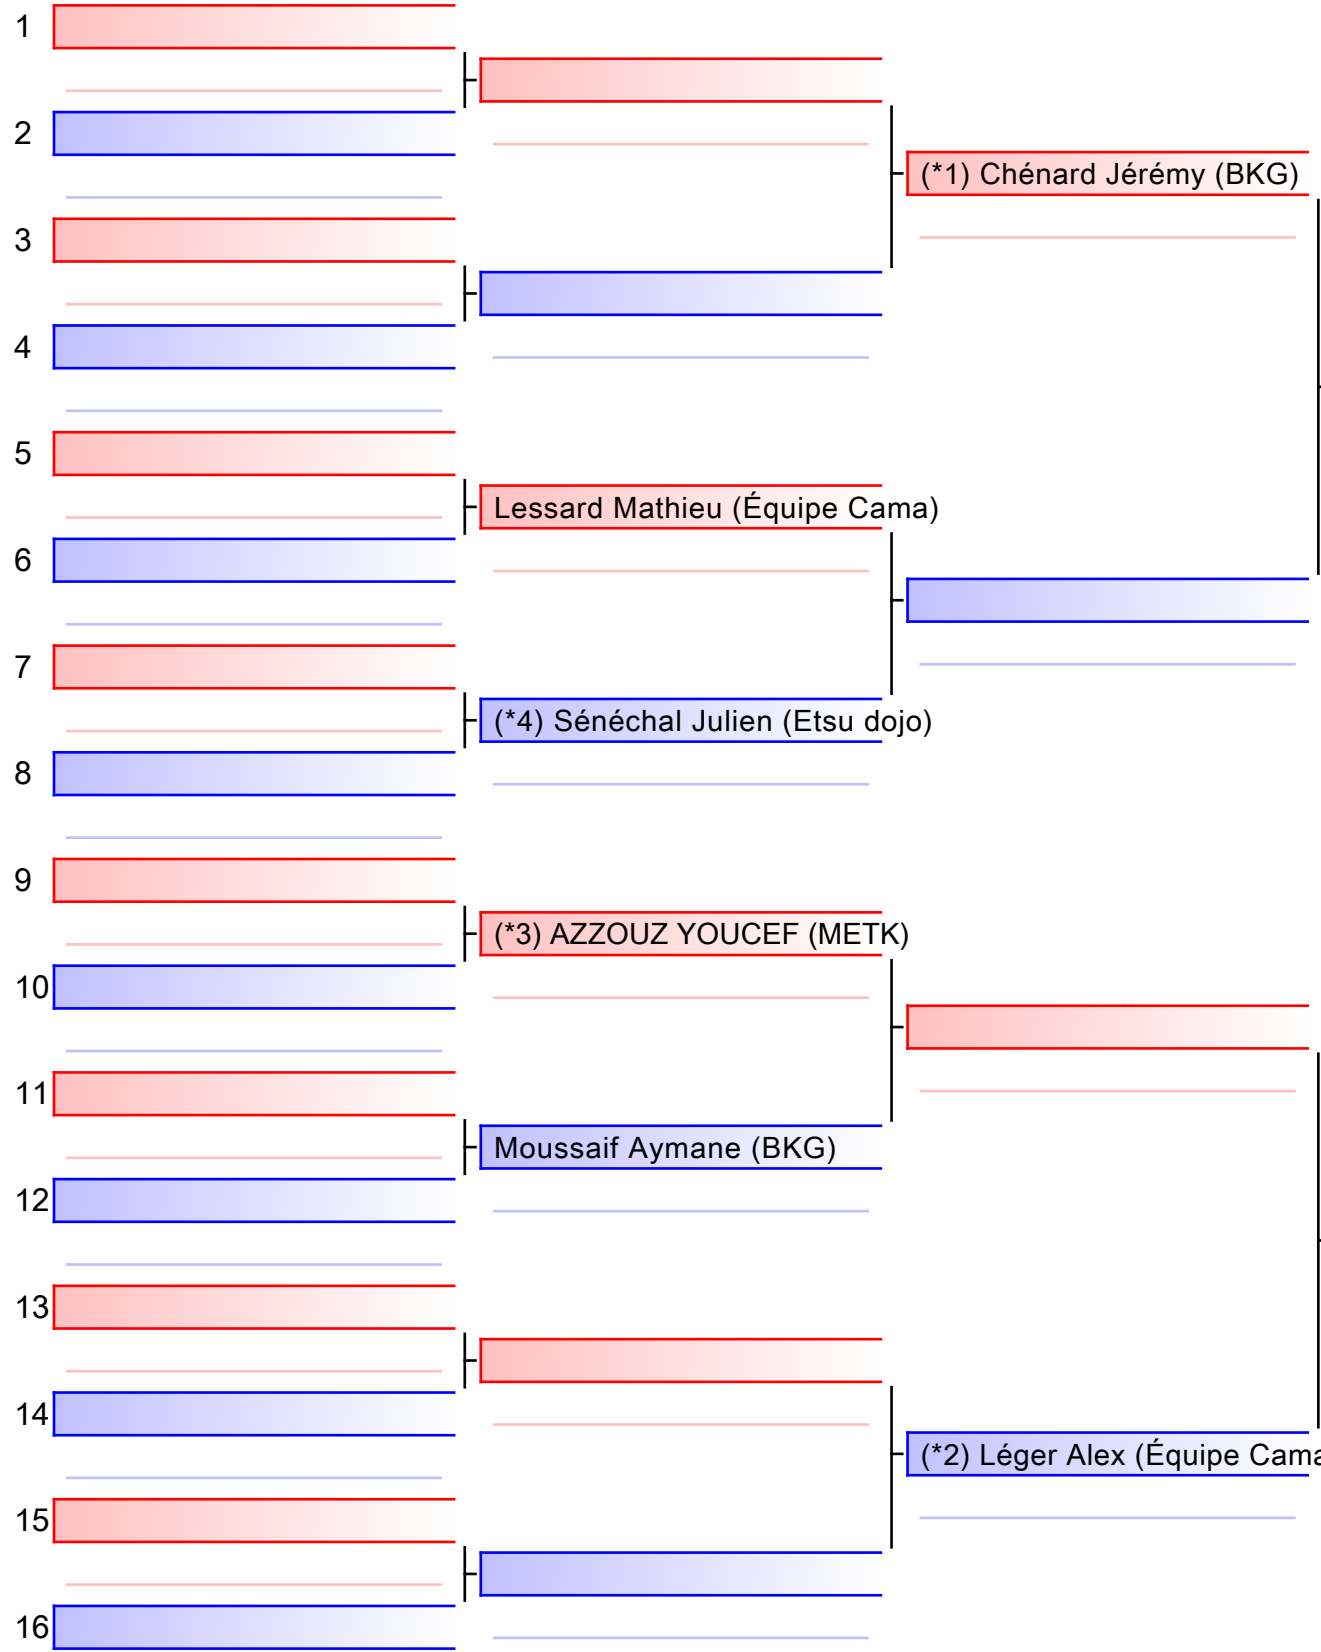 1
2
(*1) Chénard Jérémy (BKG)
3
4
5
Lessard Mathieu (Équipe Cama)
6
7
(*4) Sénéchal Julien (Etsu dojo)
8
9
(*3) AZZOUZ YOUCEF (METK)
10
11
Moussaif Aymane (BKG)
12
13
14
(*2) Léger Alex (Équipe Cama
15
16